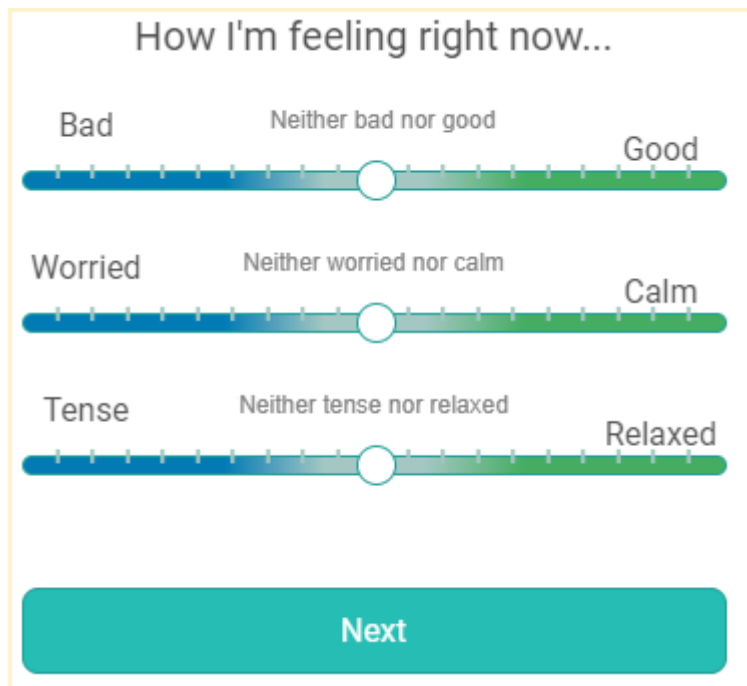 How I'm feeling right now...
Bad
Neither bad nor good
Good
Worried
Neither worried nor calm
Calm
Tense
Neither tense nor relaxed
Relaxed
Next